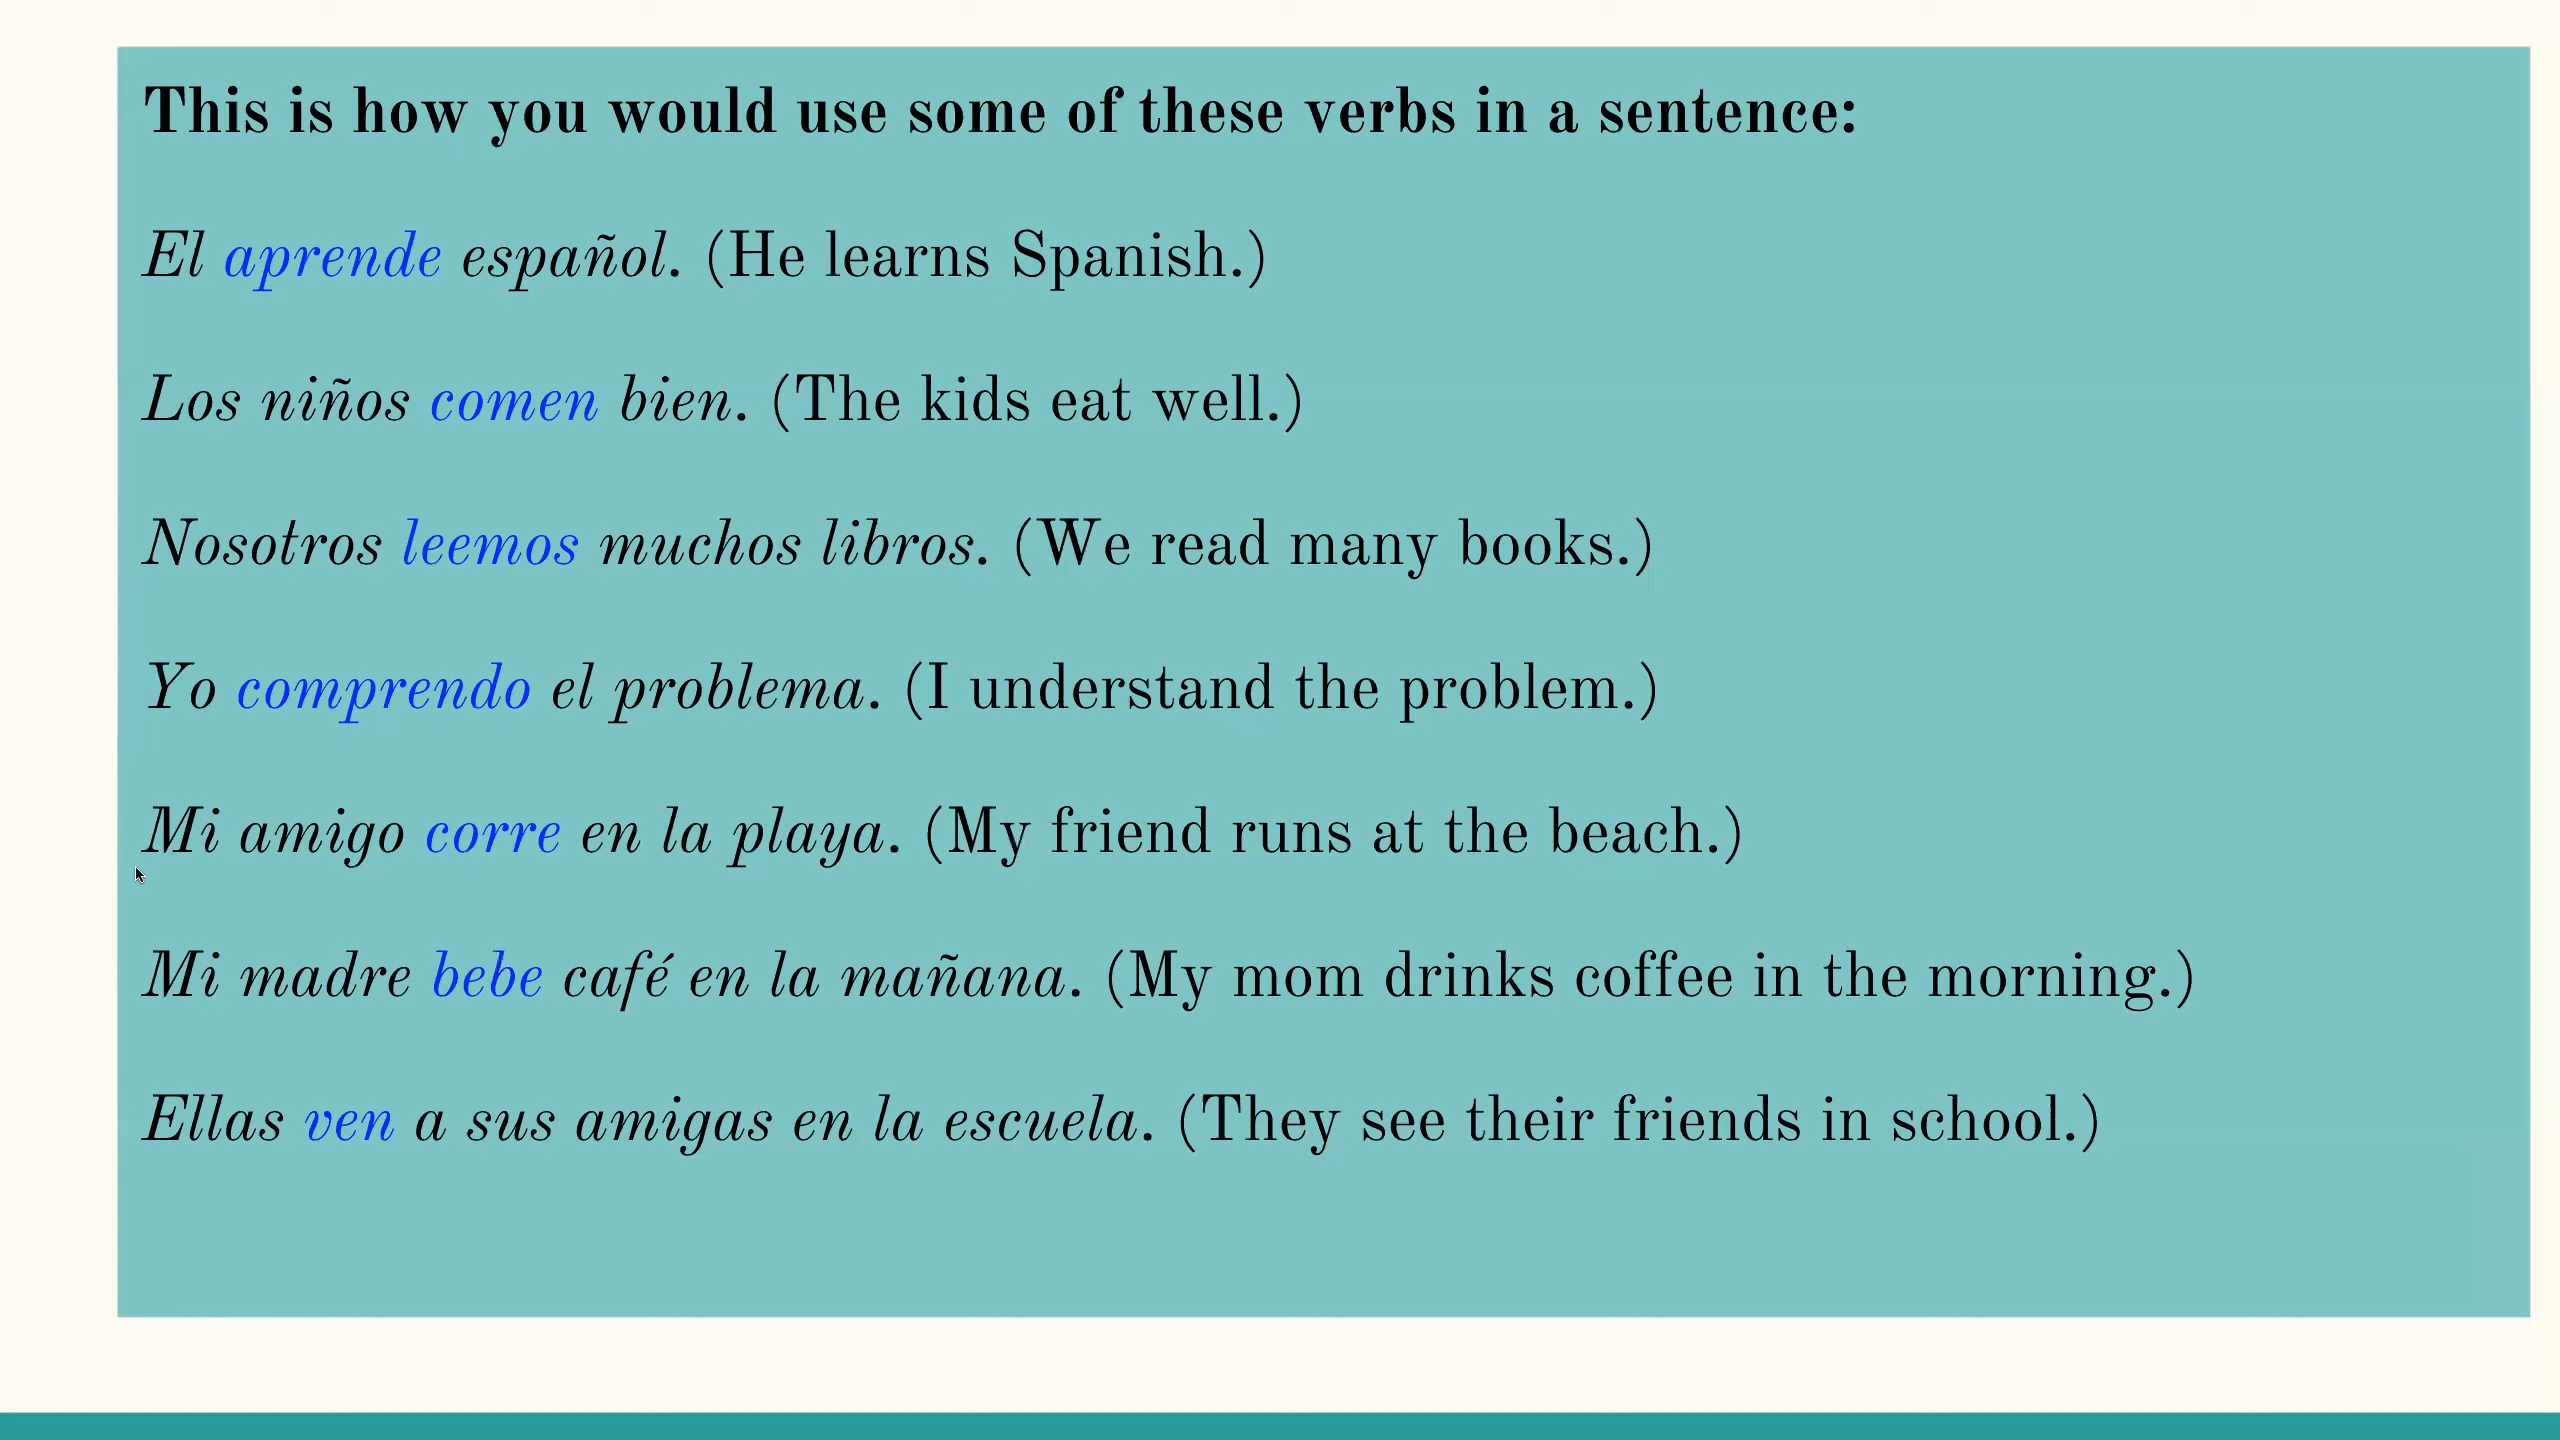 This is how you would use some of these verbs in a sentence:
El aprende español. (He learns Spanish.)
Los niños comen bien. (The kids eat well.)
Nosotros leemos muchos libros. (We read many books.)
Yo comprendo el problema. (I understand the problem.)
Mi amigo corre en la playa. (My friend runs at the beach.)
Mi madre bebe café en la mañana. (My mom drinks coffee in the morning.)
Ellas ven a sus amigas en la escuela. (They see their friends in school.)